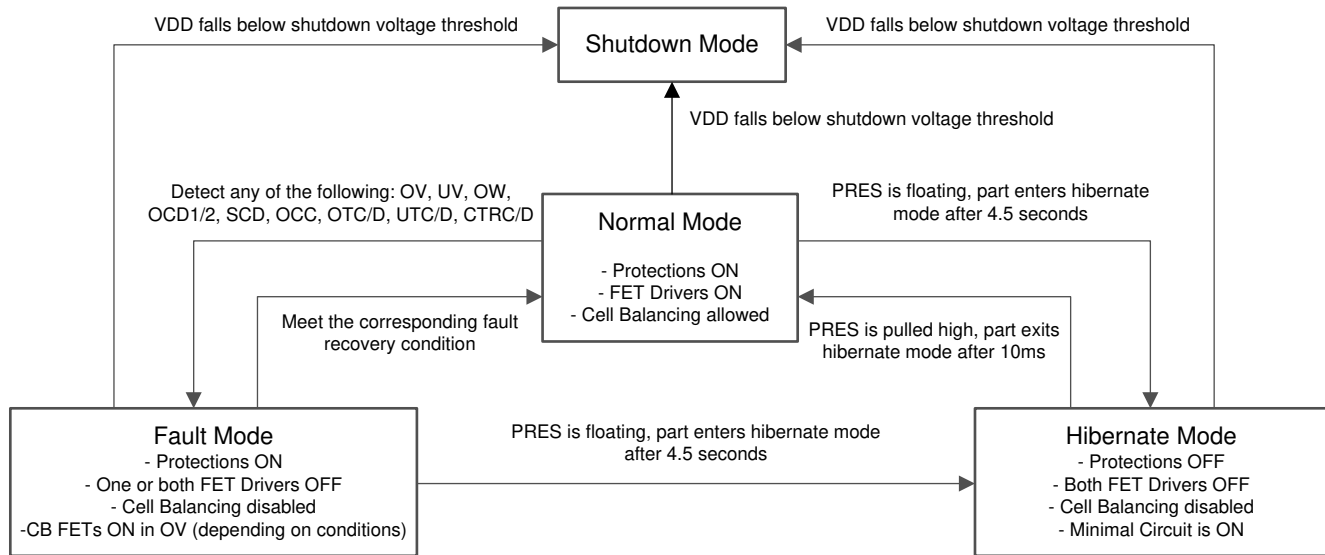 VDD falls below shutdown voltage threshold
Shutdown Mode
VDD falls below shutdown voltage threshold
VDD falls below shutdown voltage threshold
Detect any of the following: OV, UV, OW,
OCD1/2, SCD, OCC, OTC/D, UTC/D, CTRC/D
Normal Mode
- Protections ON
- FET Drivers ON
- Cell Balancing allowed
PRES is floating, part enters hibernate
mode after 4.5 seconds
Meet the corresponding fault
recovery condition
PRES is pulled high, part exits
hibernate mode after 10ms
Fault Mode
- Protections ON
- One or both FET Drivers OFF
- Cell Balancing disabled
-CB FETs ON in OV (depending on conditions)
PRES is floating, part enters hibernate mode
after 4.5 seconds
Hibernate Mode
- Protections OFF
- Both FET Drivers OFF
- Cell Balancing disabled
- Minimal Circuit is ON